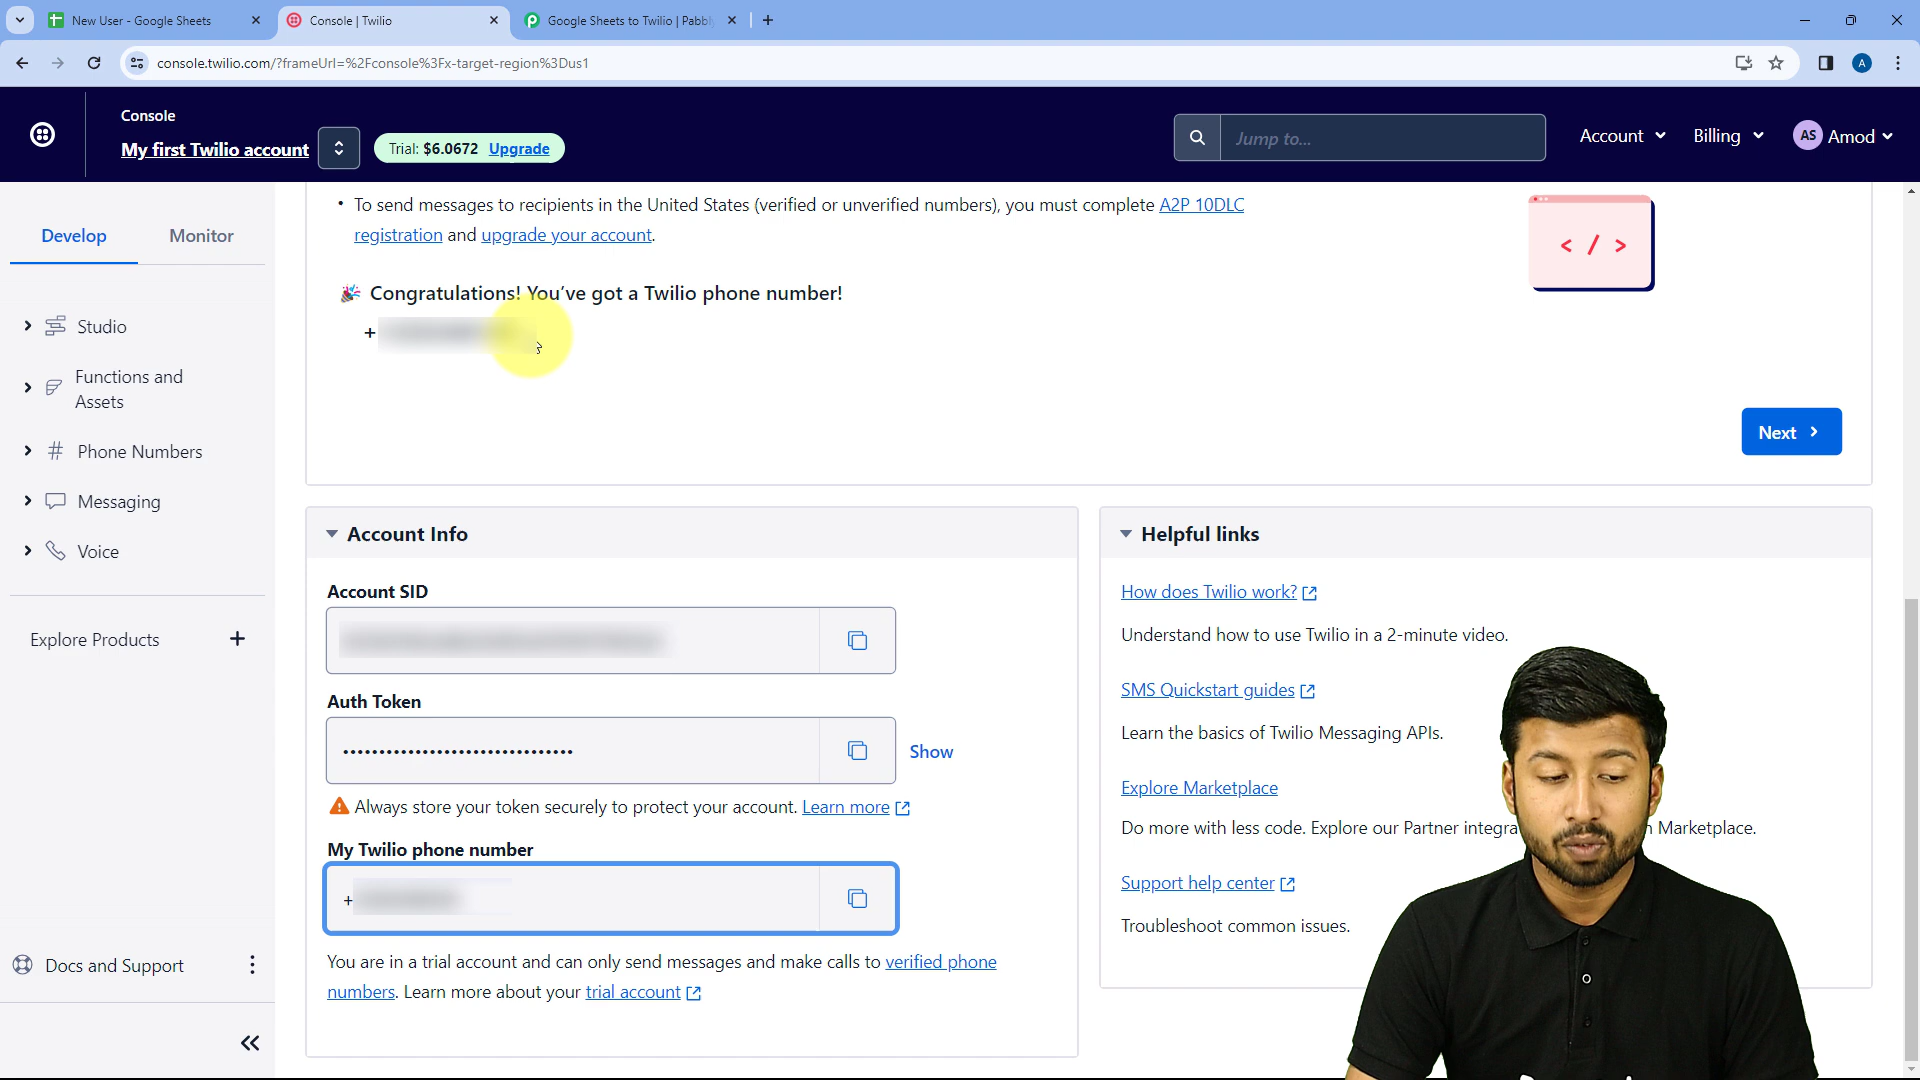 New User - Google Sheets
Console | Twilio
Google Sheets to Twilio | Pabbl
console.twilio.com/?frameUrl=%2Fconsole%3Fx-target-region%3Dus1
A
Console
My first Twilio account
Trial: $6.0672 Upgrade
Jump to...
Account
Billing
AS Amod
Develop
Monitor
Studio
Functions and
Assets
Phone Numbers
Messaging
Voice
Explore Products
Docs and Support
• To send messages to recipients in the United States (verified or unverified numbers), you must complete A2P 10DLC
registration and upgrade your account.
Congratulations! You've got a Twilio phone number!
+
< / >
Next
Account Info
Account SID
Auth Token
••••••••••••••••••••••••••••••••
Show
Always store your token securely to protect your account. Learn more
My Twilio phone number
+
You are in a trial account and can only send messages and make calls to verified phone
numbers. Learn more about your trial account
Helpful links
How does Twilio work?
Understand how to use Twilio in a 2-minute video.
SMS Quickstart guides
Learn the basics of Twilio Messaging APIs.
Explore Marketplace
Do more with less code. Explore our Partner Marketplace.
Support help center
Troubleshoot common issues.